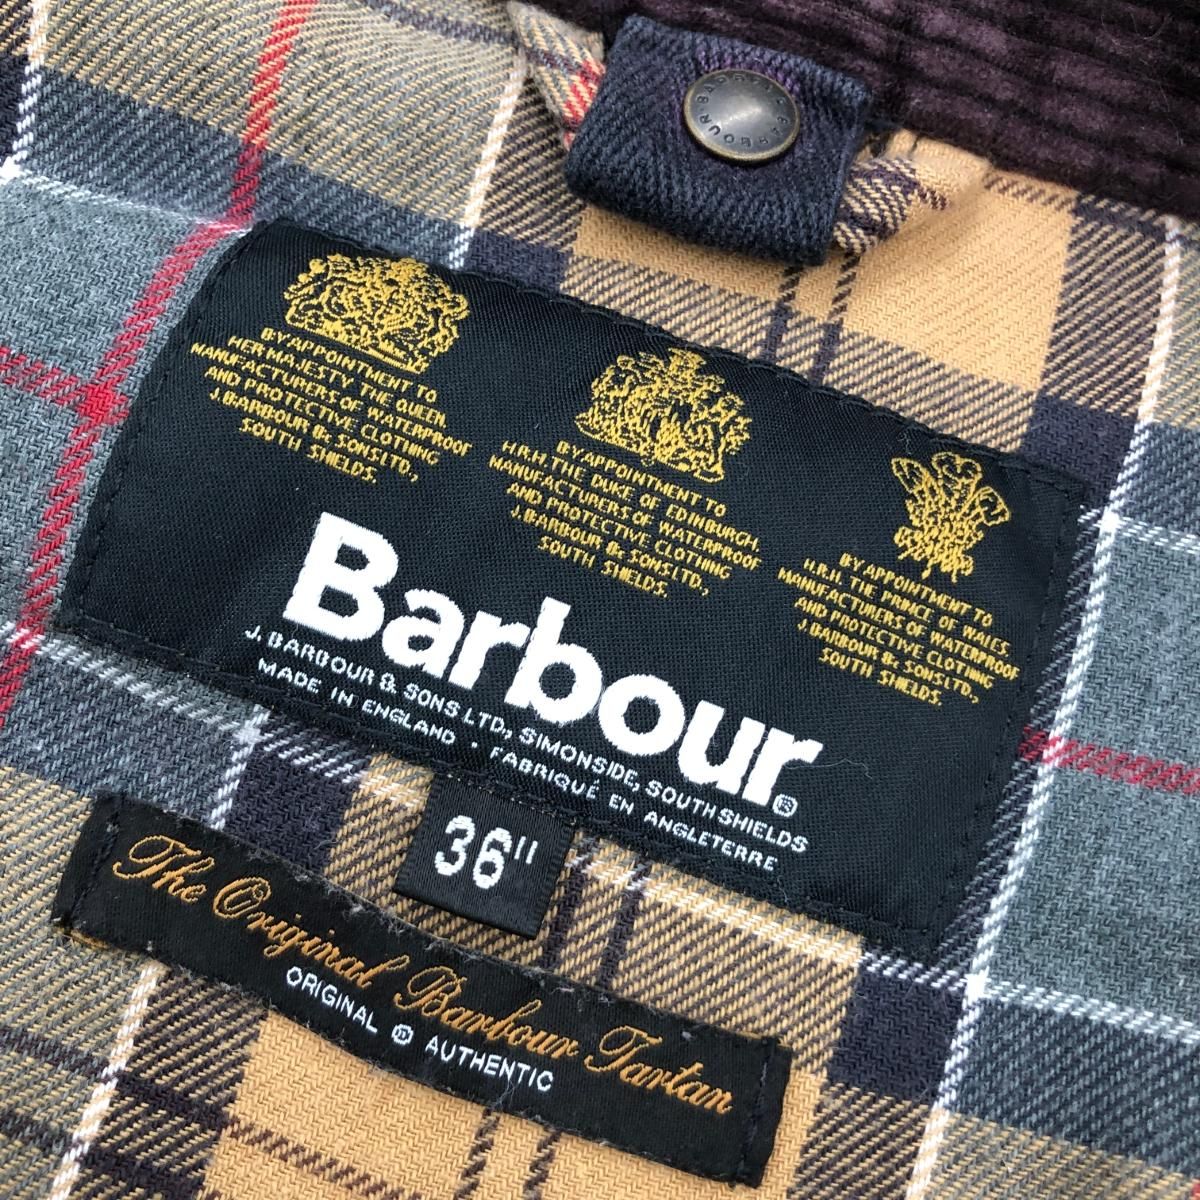 BARBOUR BARBOUR
BY APPOINTMENT TO
HER MAJESTY THE QUEEN
MANUFACTURERS OF WATERPROOF
AND PROTECTIVE CLOTHING
J. BARBOUR & SONS LTD.,
SOUTH SHIELDS.
BY APPOINTMENT TO
H.R.H. THE DUKE OF EDINBURGH.
MANUFACTURERS OF WATERPROOF
AND PROTECTIVE CLOTHING
J. BARBOUR & SONS LTD.,
SOUTH SHIELDS.
BY APPOINTMENT TO
H.R.H. THE PRINCE OF WALES.
MANUFACTURERS OF WATERPROOF
AND PROTECTIVE CLOTHING
J. BARBOUR & SONS LTD.,
SOUTH SHIELDS.
Barbour®
J. BARBOUR & SONS LTD., SIMONSIDE, SOUTH SHIELDS
MADE IN ENGLAND · FABRIQUÉ EN ANGLETERRE
36"
The Original Barbour Tartan
ORIGINAL ® AUTHENTIC